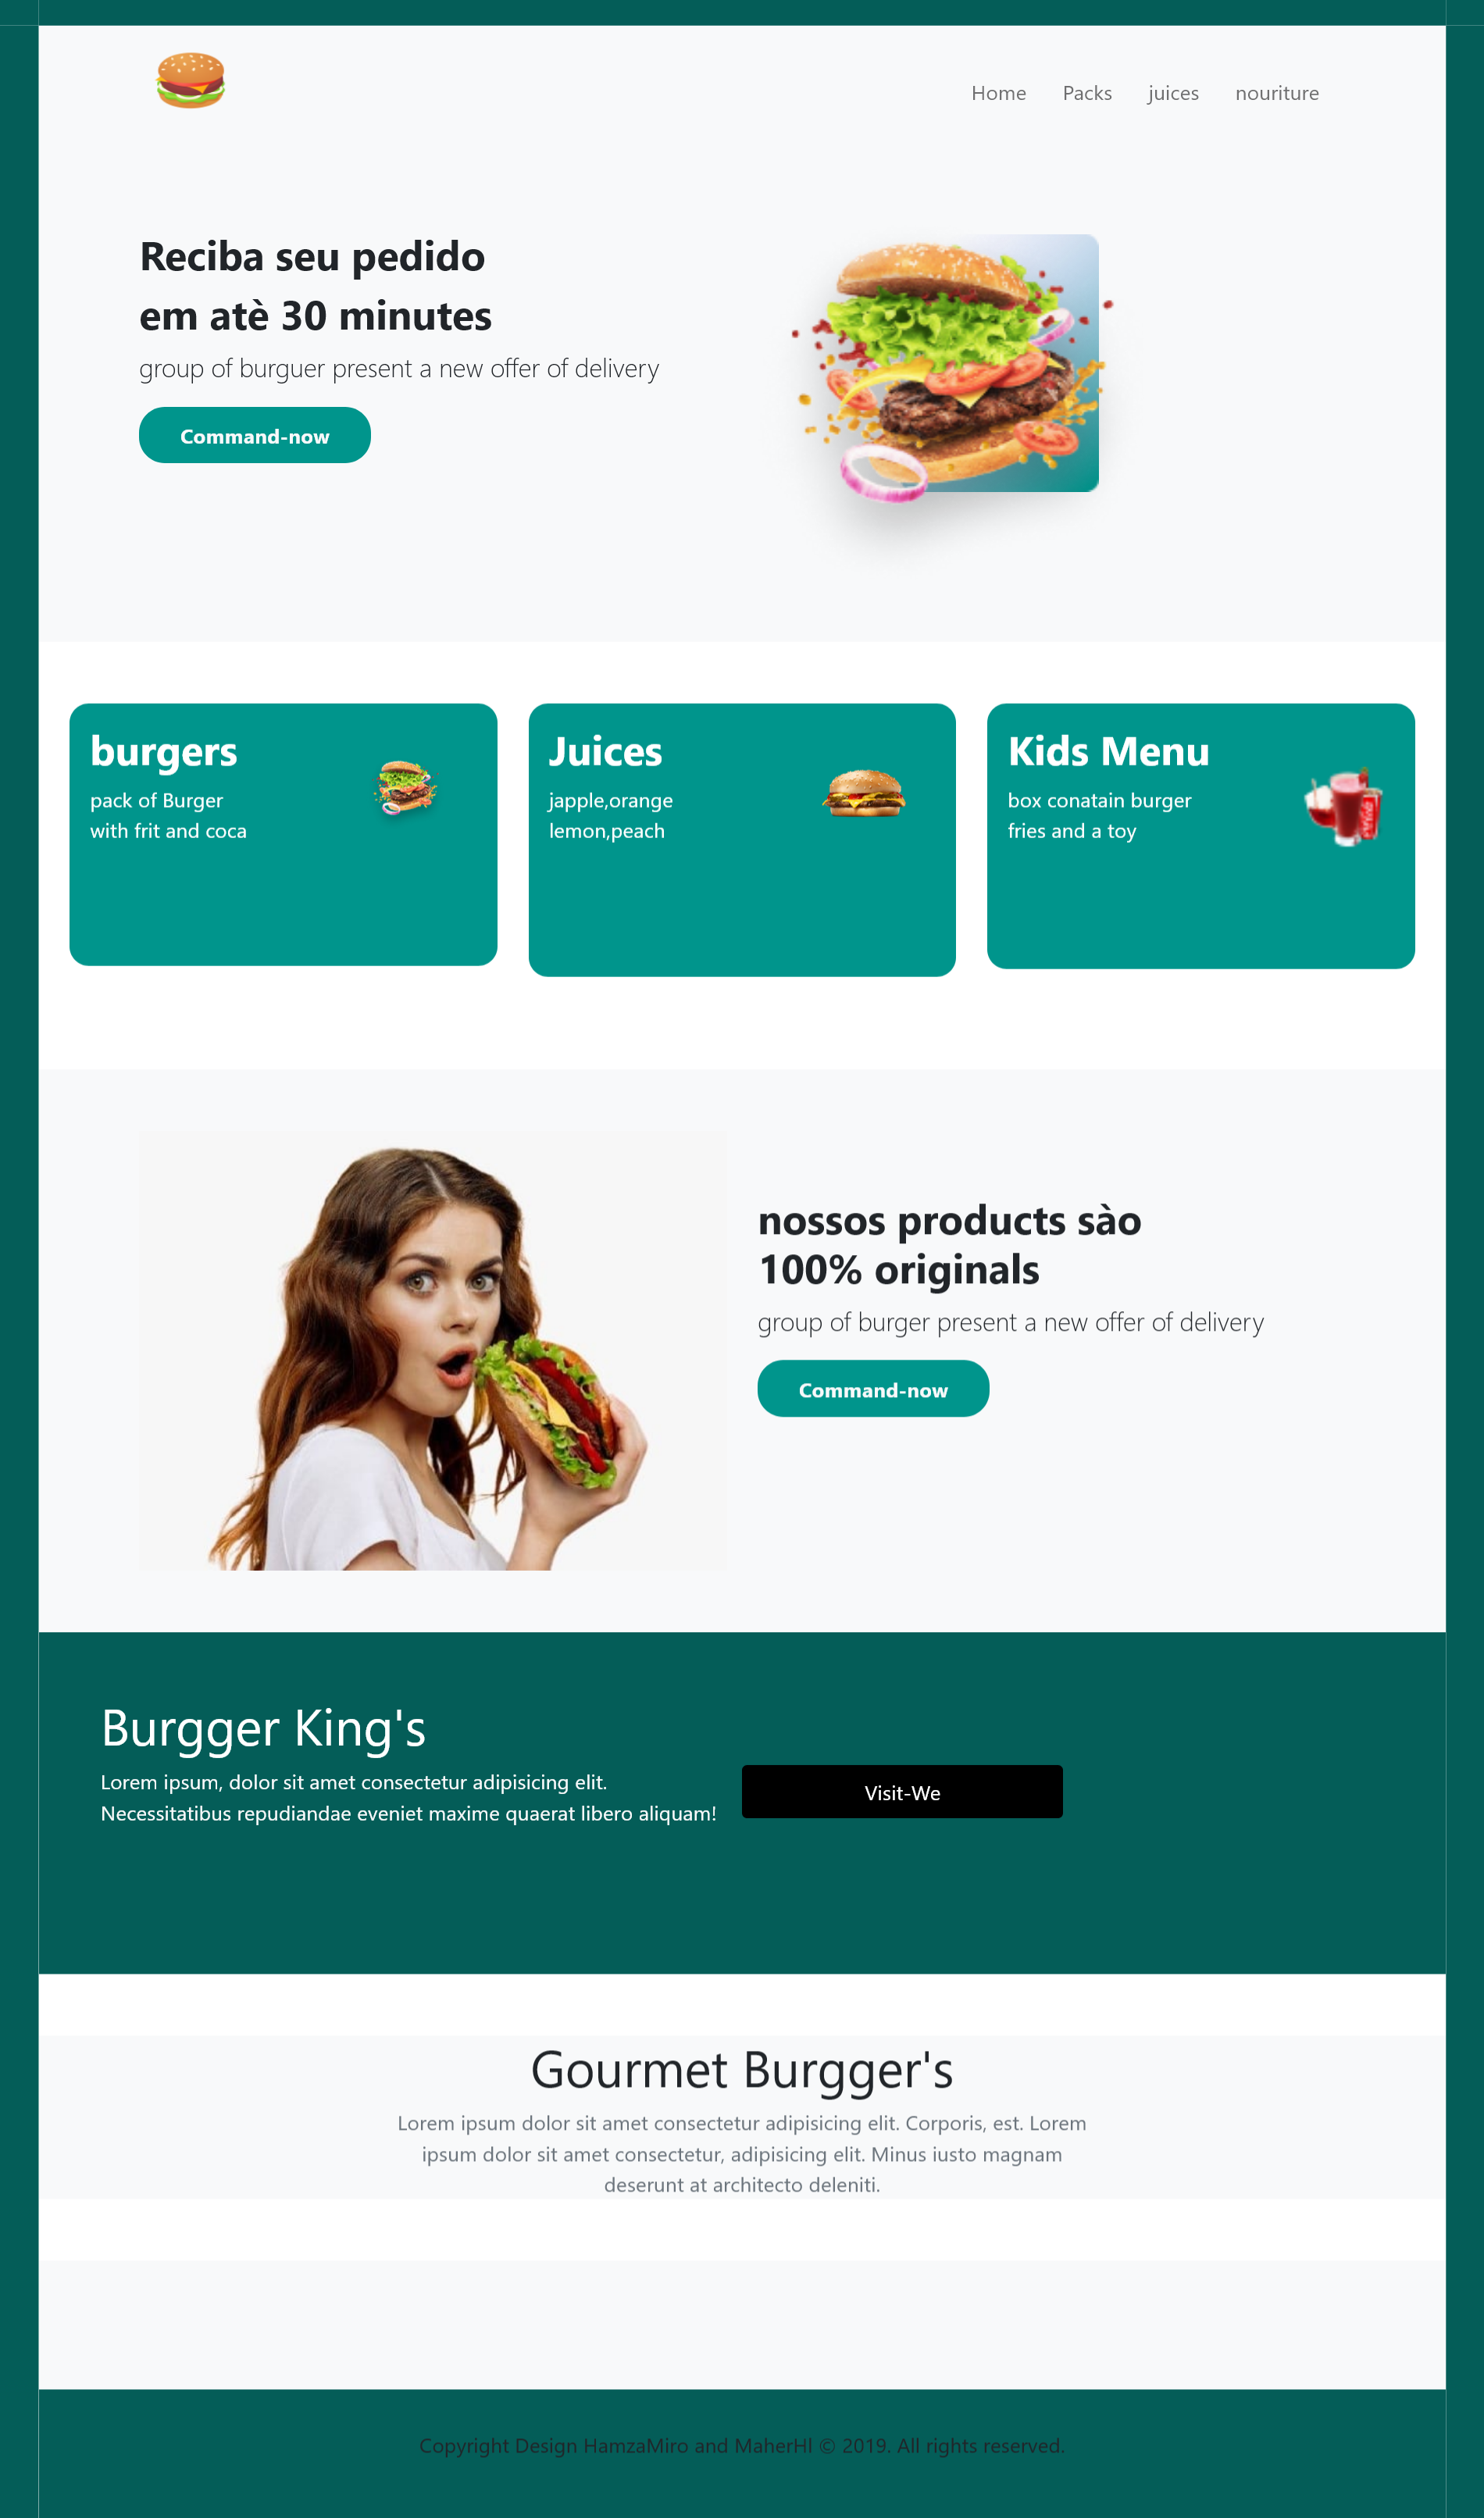 Home Packs juices nouriture
Reciba seu pedido
em atè 30 minutes
group of burguer present a new offer of delivery
Command-now
burgers
pack of Burger
with frit and coca
Juices
japple,orange
lemon,peach
Kids Menu
box conatain burger
fries and a toy
nossos products sào
100% originals
group of burger present a new offer of delivery
Command-now
Burgger King's
Lorem ipsum, dolor sit amet consectetur adipisicing elit.
Necessitatibus repudiandae eveniet maxime quaerat libero aliquam!
Visit-We
Gourmet Burgger's
Lorem ipsum dolor sit amet consectetur adipisicing elit. Corporis, est. Lorem
ipsum dolor sit amet consectetur, adipisicing elit. Minus iusto magnam
deserunt at architecto deleniti.
Copyright Design HamzaMiro and MaherHl © 2019. All rights reserved.